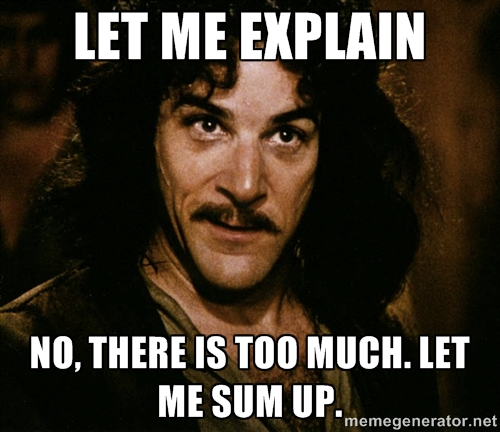 LET ME EXPLAIN
NO, THERE IS TOO MUCH. LET
ME SUM UP.
memegenerator.net